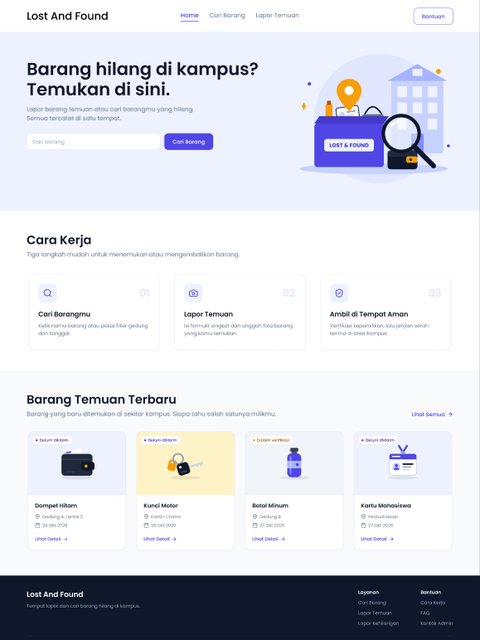 Lost And Found
Home Cari Barang Lapor Temuan
Bantuan
Barang hilang di kampus?
Temukan di sini.
Lapor barang temuan atau cari barangmu yang hilang.
Semua tercatat di satu tempat.
Cari barang
Cari Barang
LOST & FOUND
Cara Kerja
Tiga langkah mudah untuk menemukan atau mengembalikan barang.
01
Cari Barangmu
Ketik nama barang atau pakai filter gedung
dan tanggal.
02
Lapor Temuan
Isi formulir singkat dan unggah foto barang
yang kamu temukan.
03
Ambil di Tempat Aman
Verifikasi kepemilikan, lalu janjian serah
terima di area kampus.
Barang Temuan Terbaru
Barang yang baru ditemukan di sekitar kampus. Siapa tahu salah satunya milikmu.
Lihat Semua
Belum diklaim
Dompet Hitam
Gedung A, Lantai 2
28 Okt 2025
Lihat Detail
Belum diklaim
Kunci Motor
Kantin Utama
28 Okt 2025
Lihat Detail
Dalam verifikasi
Botol Minum
Gedung B
27 Okt 2025
Lihat Detail
Belum diklaim
Kartu Mahasiswa
Perpustakaan
27 Okt 2025
Lihat Detail
Lost And Found
Tempat lapor dan cari barang hilang di kampus.
Layanan
Cari Barang
Lapor Temuan
Lapor Kehilangan
Bantuan
Cara Kerja
FAQ
Kontak Admin